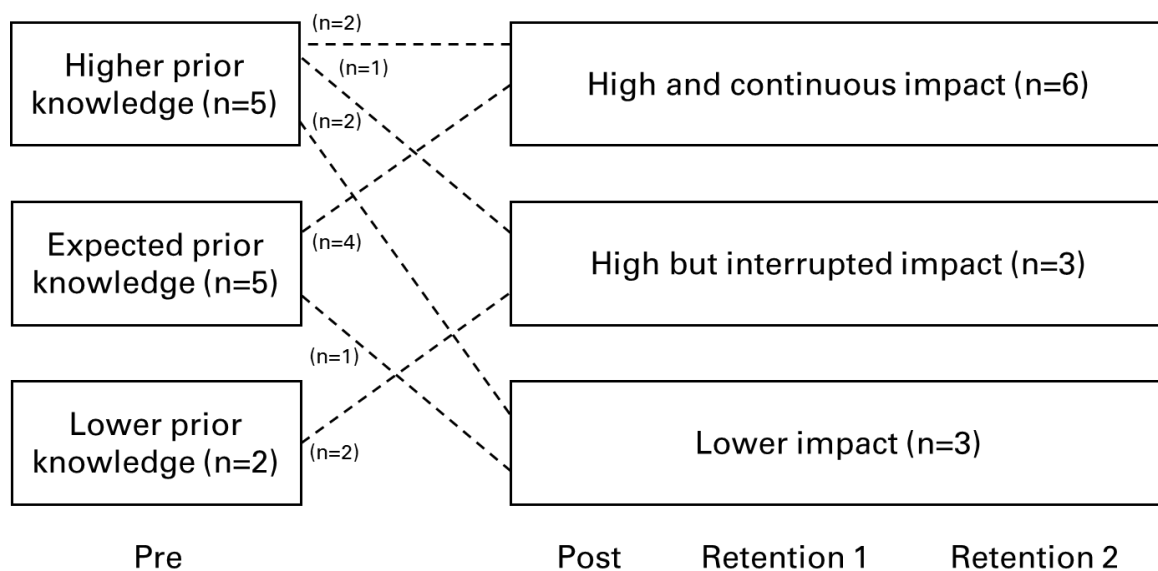 (n=2)
Higher prior
knowledge (n=5)
(n=1)
(n=2)
High and continuous impact (n=6)
Expected prior
knowledge (n=5)
(n=4)
(n=1)
High but interrupted impact (n=3)
Lower prior
knowledge (n=2)
(n=2)
Lower impact (n=3)
Pre
Post
Retention 1
Retention 2